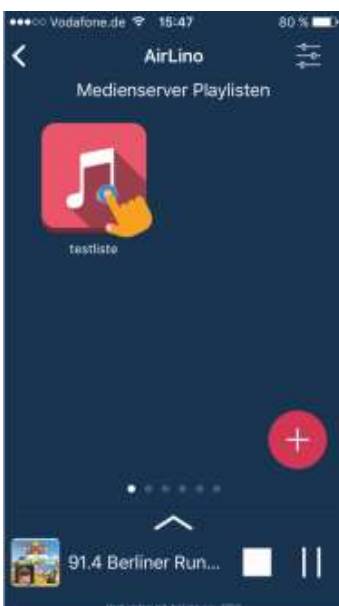 Vodafone.de 15:47 80 %
AirLino
Medienserver Playlisten
testliste
91.4 Berliner Run...